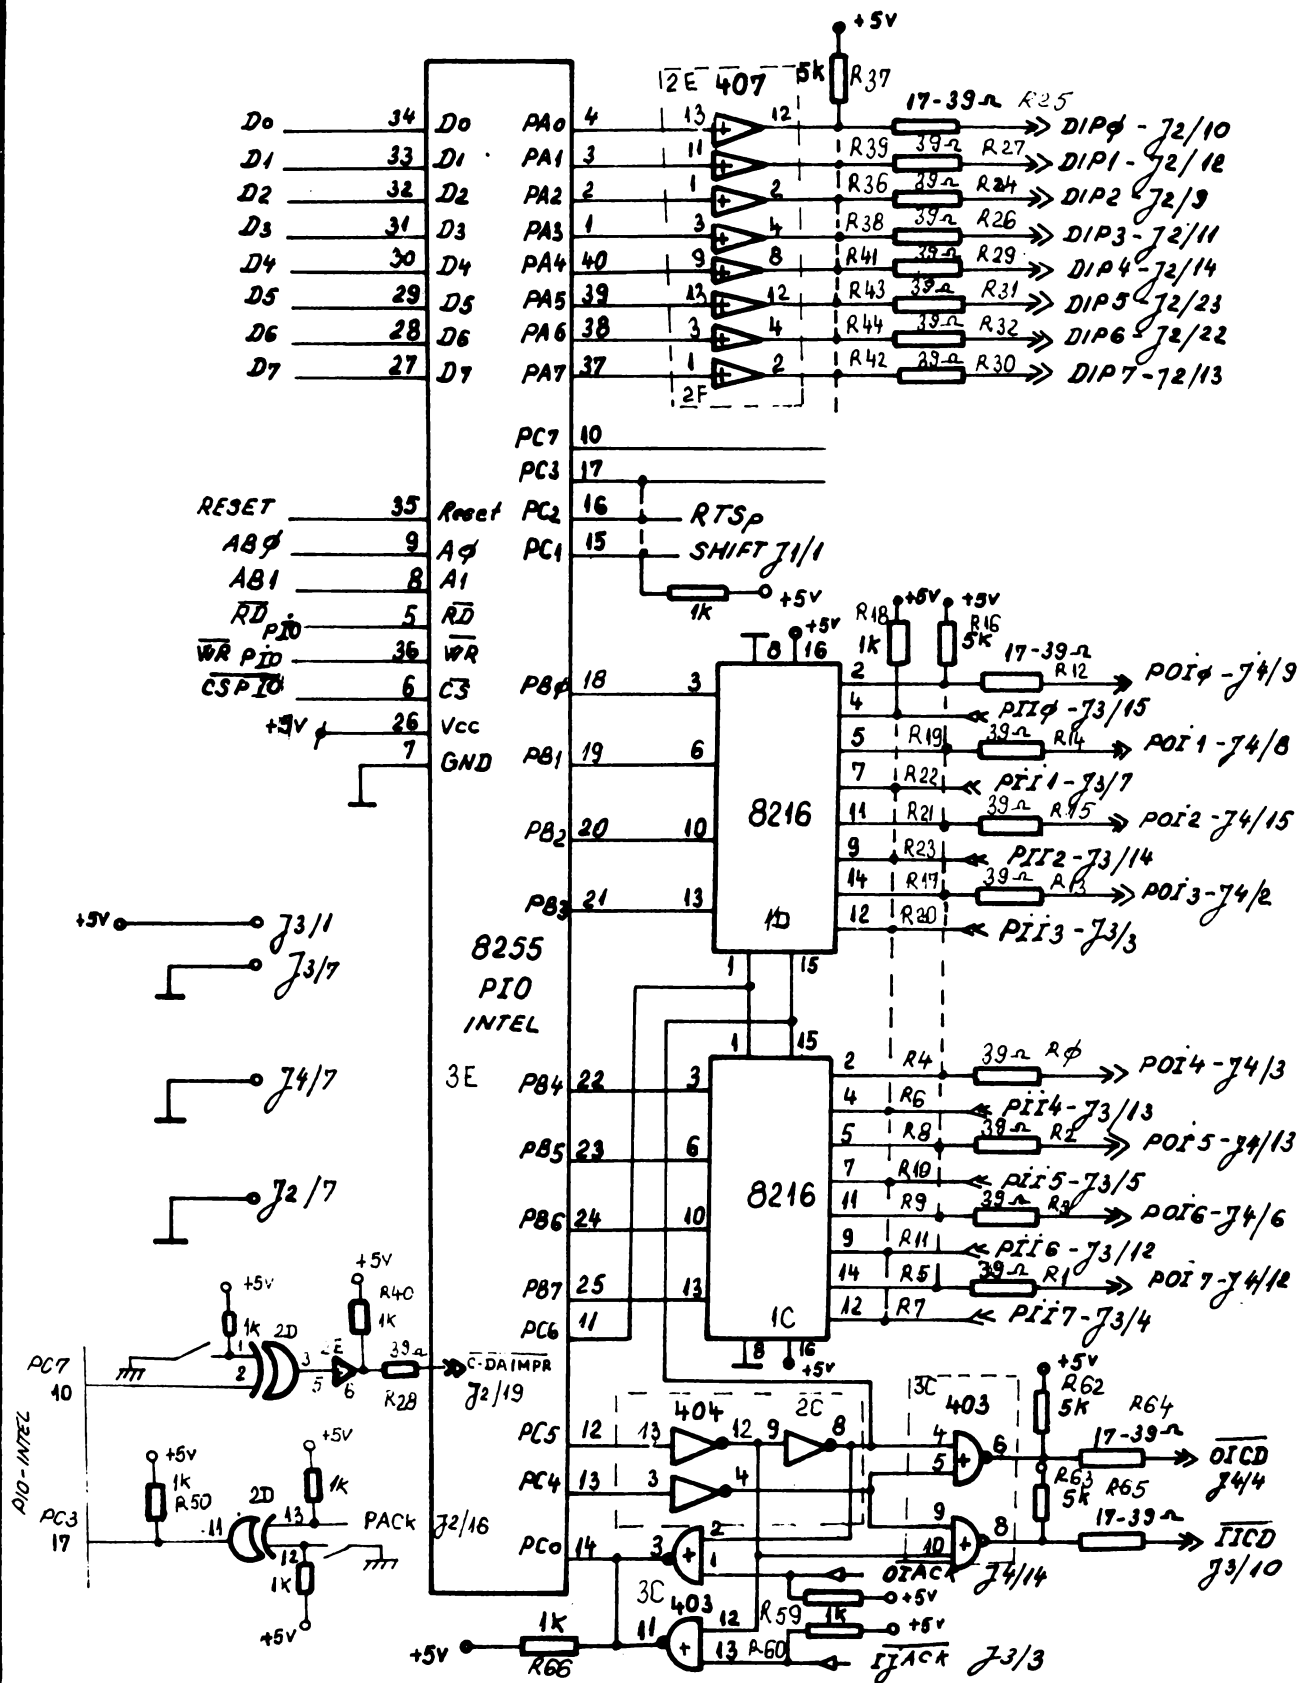 +5V
5K R37
2E 407
17-39Ω R25
D0 34 D0 PA0 4 13 12 DIPØ - J2/10
D1 33 D1 PA1 3 11 R39 39Ω R27 DIP1 - J2/12
D2 32 D2 PA2 2 1 2 R36 39Ω R24 DIP2 - J2/9
D3 31 D3 PA3 1 3 4 R38 39Ω R26 DIP3 - J2/11
D4 30 D4 PA4 40 9 8 R41 39Ω R29 DIP4 - J2/14
D5 29 D5 PA5 39 13 12 R43 39Ω R31 DIP5 - J2/23
D6 28 D6 PA6 38 3 4 R44 39Ω R32 DIP6 - J2/22
D7 27 D7 PA7 37 1 2 R42 39Ω R30 DIP7 - J2/13
2F
PC7 10
PC3 17
RESET 35 Reset PC2 16 RTSp
ABØ 9 AØ PC1 15 SHIFT J1/1
AB1 8 A1
1K +5V
RD PIO 5 RD
WR PIO 36 WR
CSPIO 6 CS
+5V 26 Vcc
7 GND
8 +5V 16
R18 +5V +5V
1K R16 5K
17-39Ω
PBØ 18 3 2 R12 POIØ - J4/9
4 PIIØ - J3/15
PB1 19 6 5 R19 39Ω R14 POI1 - J4/8
7 R22 PII1 - J3/7
8216
PB2 20 10 11 R21 39Ω R15 POI2 - J4/15
9 R23 PII2 - J3/14
PB3 21 13 14 R17 39Ω R13 POI3 - J4/2
12 R20 PII3 - J3/3
1D
1 15
+5V J3/1
J3/7
J4/7
J2/7
8255
PIO
INTEL
3E
1 15
PB4 22 3 2 R4 39Ω RØ POI4 - J4/3
4 R6 PII4 - J3/13
PB5 23 6 5 R8 39Ω R2 POI5 - J4/13
7 R10 PII5 - J3/5
8216
PB6 24 10 11 R9 39Ω R3 POI6 - J4/6
9 R11 PII6 - J3/12
PB7 25 13 14 R5 39Ω R1 POI7 - J4/12
12 R7 PII7 - J3/4
1C
PC6 11
8 16
+5V
+5V +5V
1K R40
1K
2D 2E 39Ω
PC7 1
10 2 3 5 6 R28
C-DAIMPR
J2/19
PIO-INTEL
404 2C 3C 403
+5V
R62
5K
R64
17-39Ω
PC5 12 13 12 9 8 4 6 OICD
5 J4/4
PC4 13 3 4
R63 R65
5K
17-39Ω
9 8 IICD
10 J3/10
+5V +5V
1K 1K
R50 2D
PC3 11 13 PACK J2/16
17 12
1K
+5V
PC0 14 3 2
1 OIACK J4/14
3C
403
+5V
R59
1K +5V
12
+5V 1K 11
R66 13 R60 IJACK J3/3